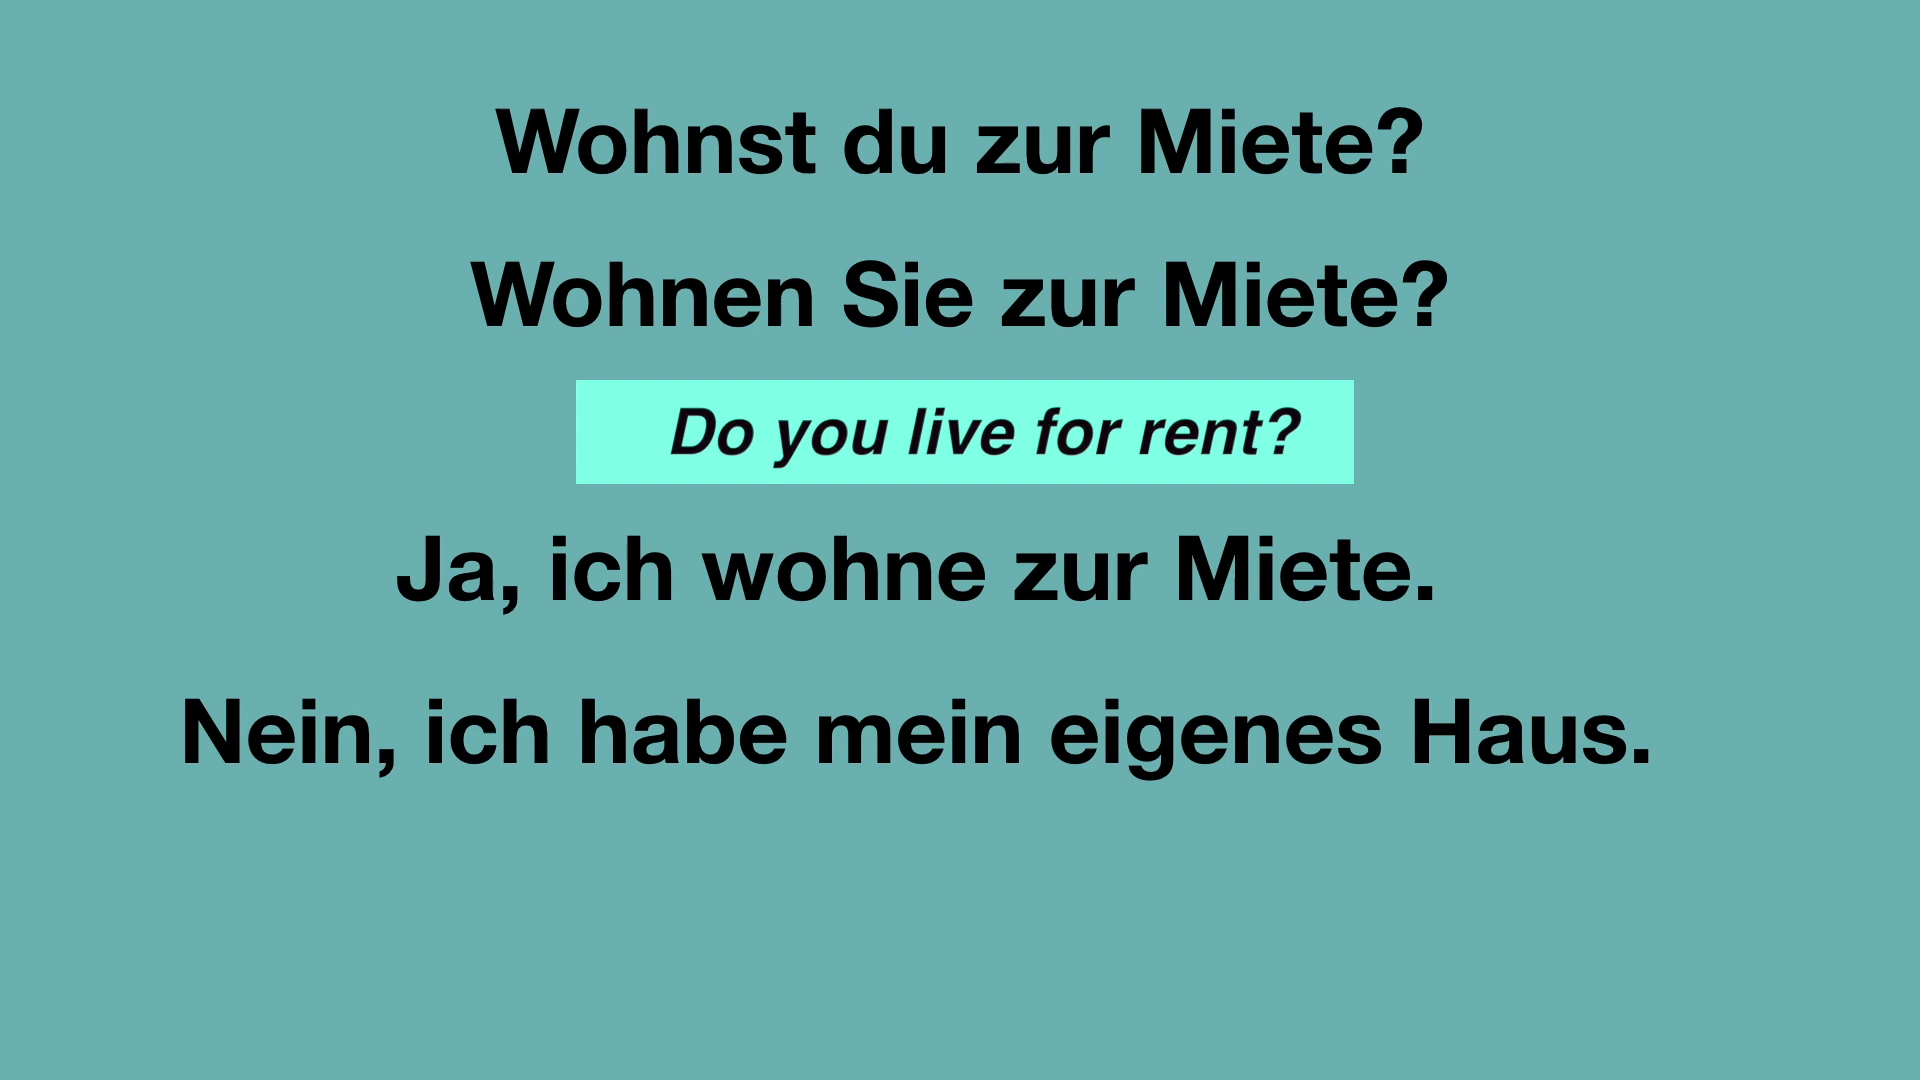 Wohnst du zur Miete?
Wohnen Sie zur Miete?
Do you live for rent?
Ja, ich wohne zur Miete.
Nein, ich habe mein eigenes Haus.